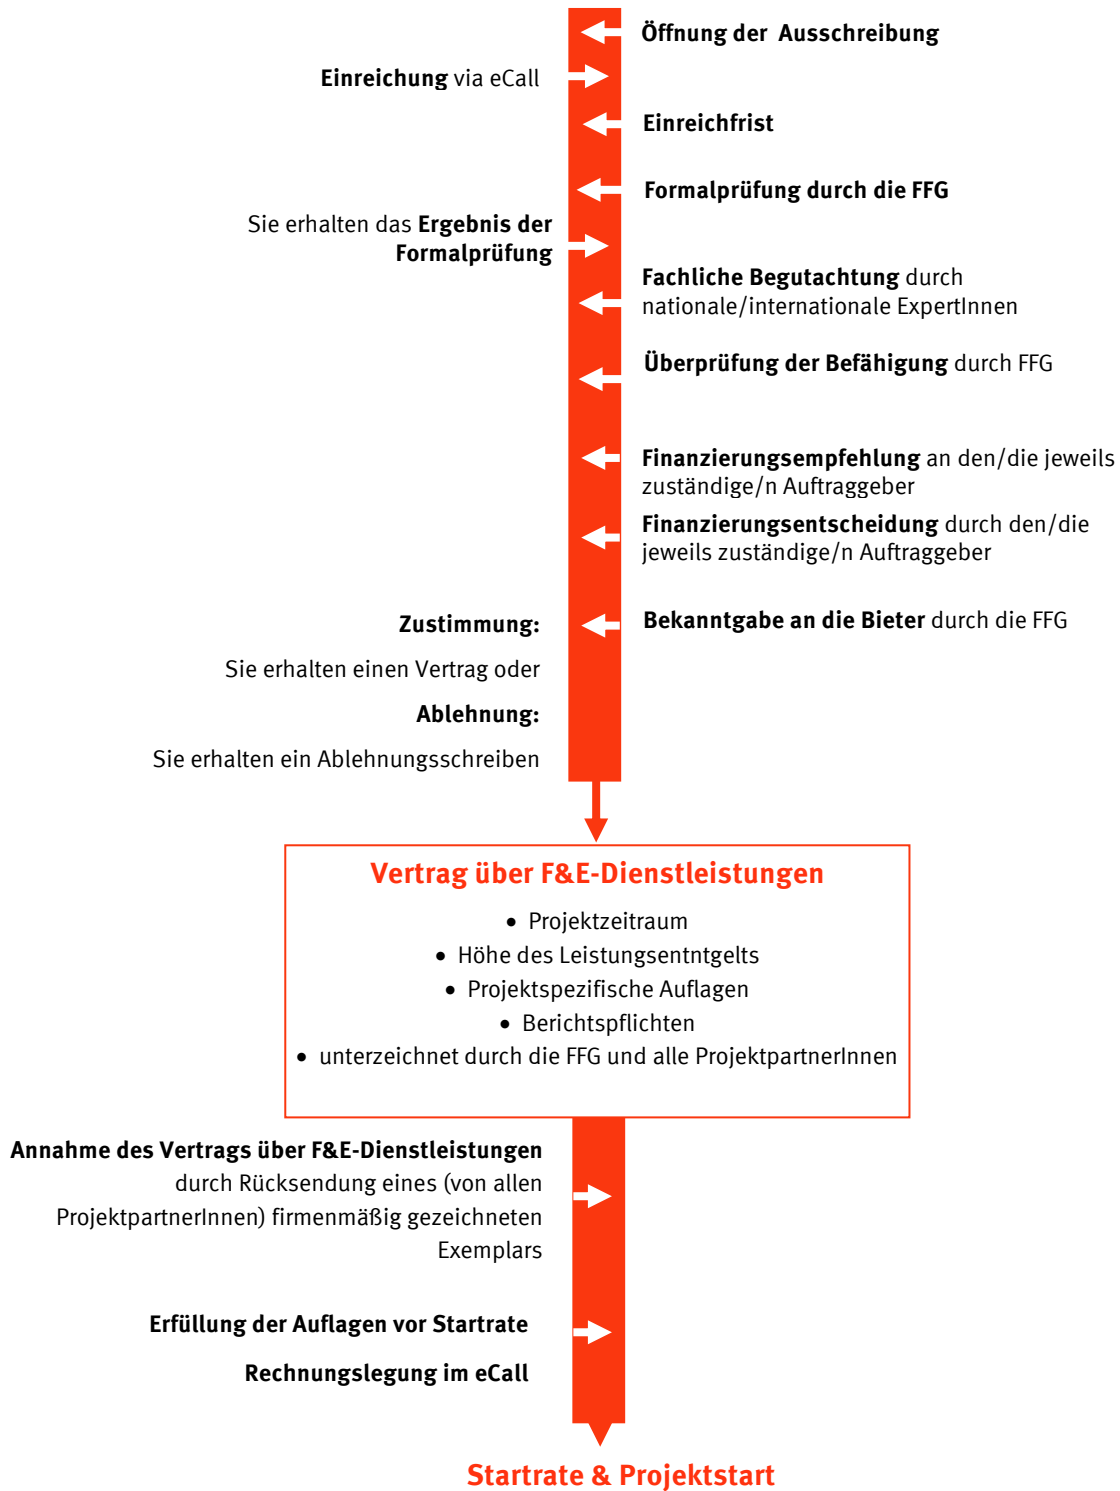 Öffnung der Ausschreibung
Einreichung via eCall
Einreichfrist
Formalprüfung durch die FFG
Sie erhalten das Ergebnis der
Formalprüfung
Fachliche Begutachtung durch
nationale/internationale ExpertInnen
Überprüfung der Befähigung durch FFG
Finanzierungsempfehlung an den/die jeweils
zuständige/n Auftraggeber
Finanzierungsentscheidung durch den/die
jeweils zuständige/n Auftraggeber
Bekanntgabe an die Bieter durch die FFG
Zustimmung:
Sie erhalten einen Vertrag oder
Ablehnung:
Sie erhalten ein Ablehnungsschreiben
Vertrag über F&E-Dienstleistungen
• Projektzeitraum
• Höhe des Leistungsentntgelts
• Projektspezifische Auflagen
• Berichtspflichten
• unterzeichnet durch die FFG und alle ProjektpartnerInnen
Annahme des Vertrags über F&E-Dienstleistungen
durch Rücksendung eines (von allen
ProjektpartnerInnen) firmenmäßig gezeichneten
Exemplars
Erfüllung der Auflagen vor Startrate
Rechnungslegung im eCall
Startrate & Projektstart